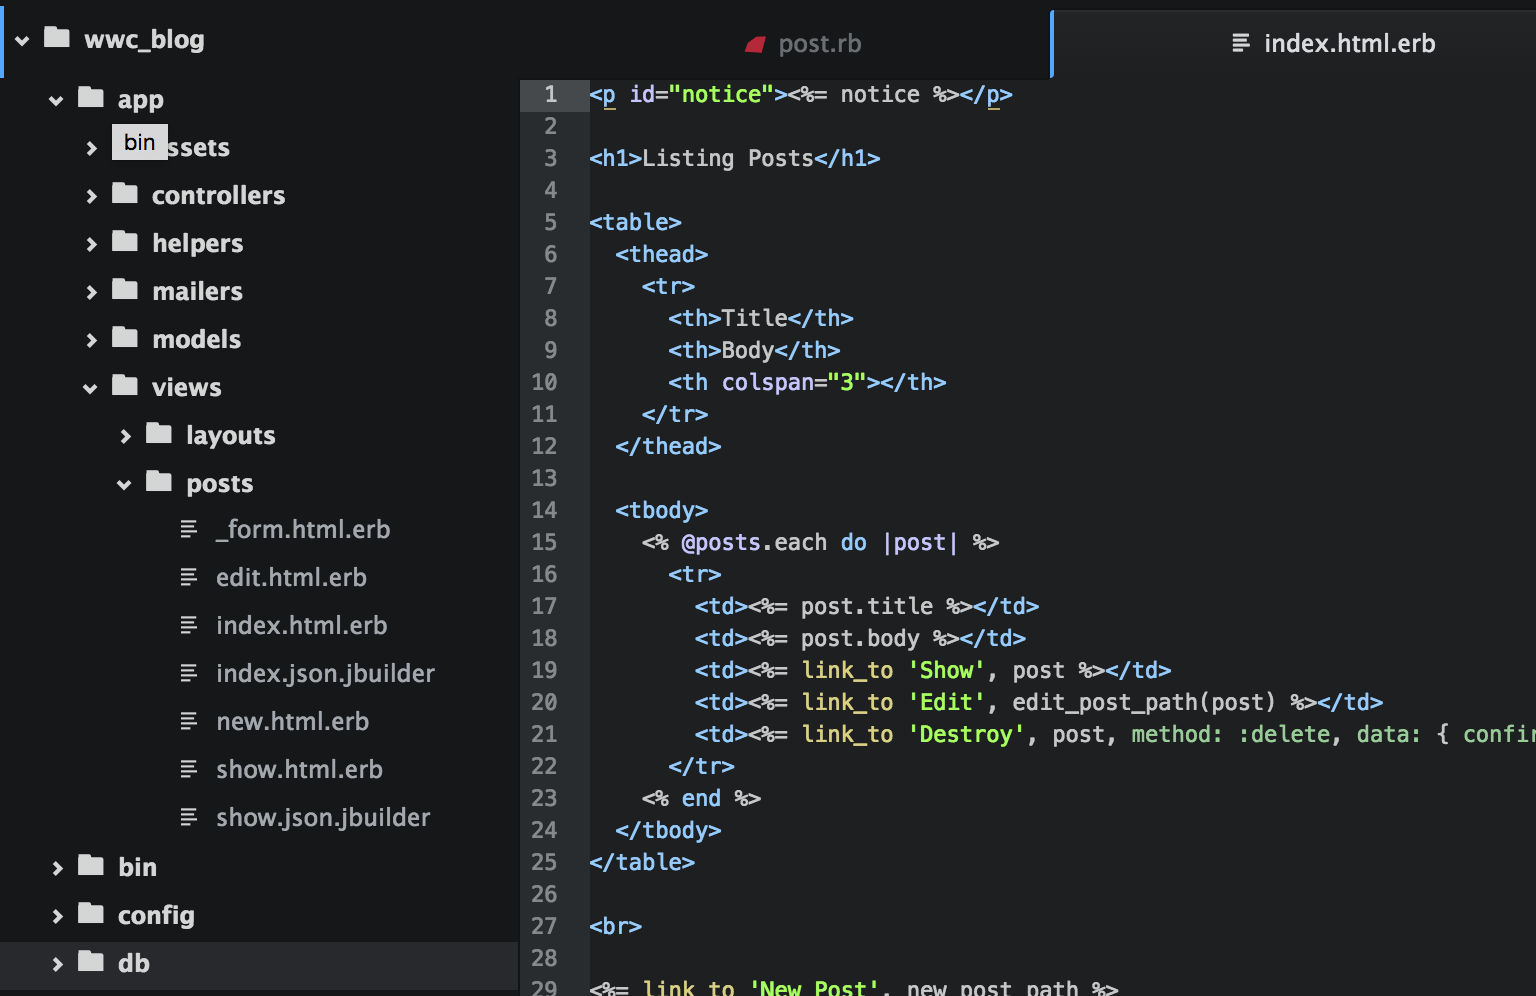 wwc_blog
app
bin
ssets
controllers
helpers
mailers
models
views
layouts
posts
_form.html.erb
edit.html.erb
index.html.erb
index.json.jbuilder
new.html.erb
show.html.erb
show.json.jbuilder
bin
config
db
post.rb
index.html.erb
1 <p id="notice"><%= notice %></p>
2
3 <h1>Listing Posts</h1>
4
5 <table>
6   <thead>
7     <tr>
8       <th>Title</th>
9       <th>Body</th>
10       <th colspan="3"></th>
11     </tr>
12   </thead>
13
14   <tbody>
15     <% @posts.each do |post| %>
16       <tr>
17         <td><%= post.title %></td>
18         <td><%= post.body %></td>
19         <td><%= link_to 'Show', post %></td>
20         <td><%= link_to 'Edit', edit_post_path(post) %></td>
21         <td><%= link_to 'Destroy', post, method: :delete, data: { confir
22       </tr>
23     <% end %>
24   </tbody>
25 </table>
26
27 <br>
28
29 <%= link_to 'New Post', new_post_path %>